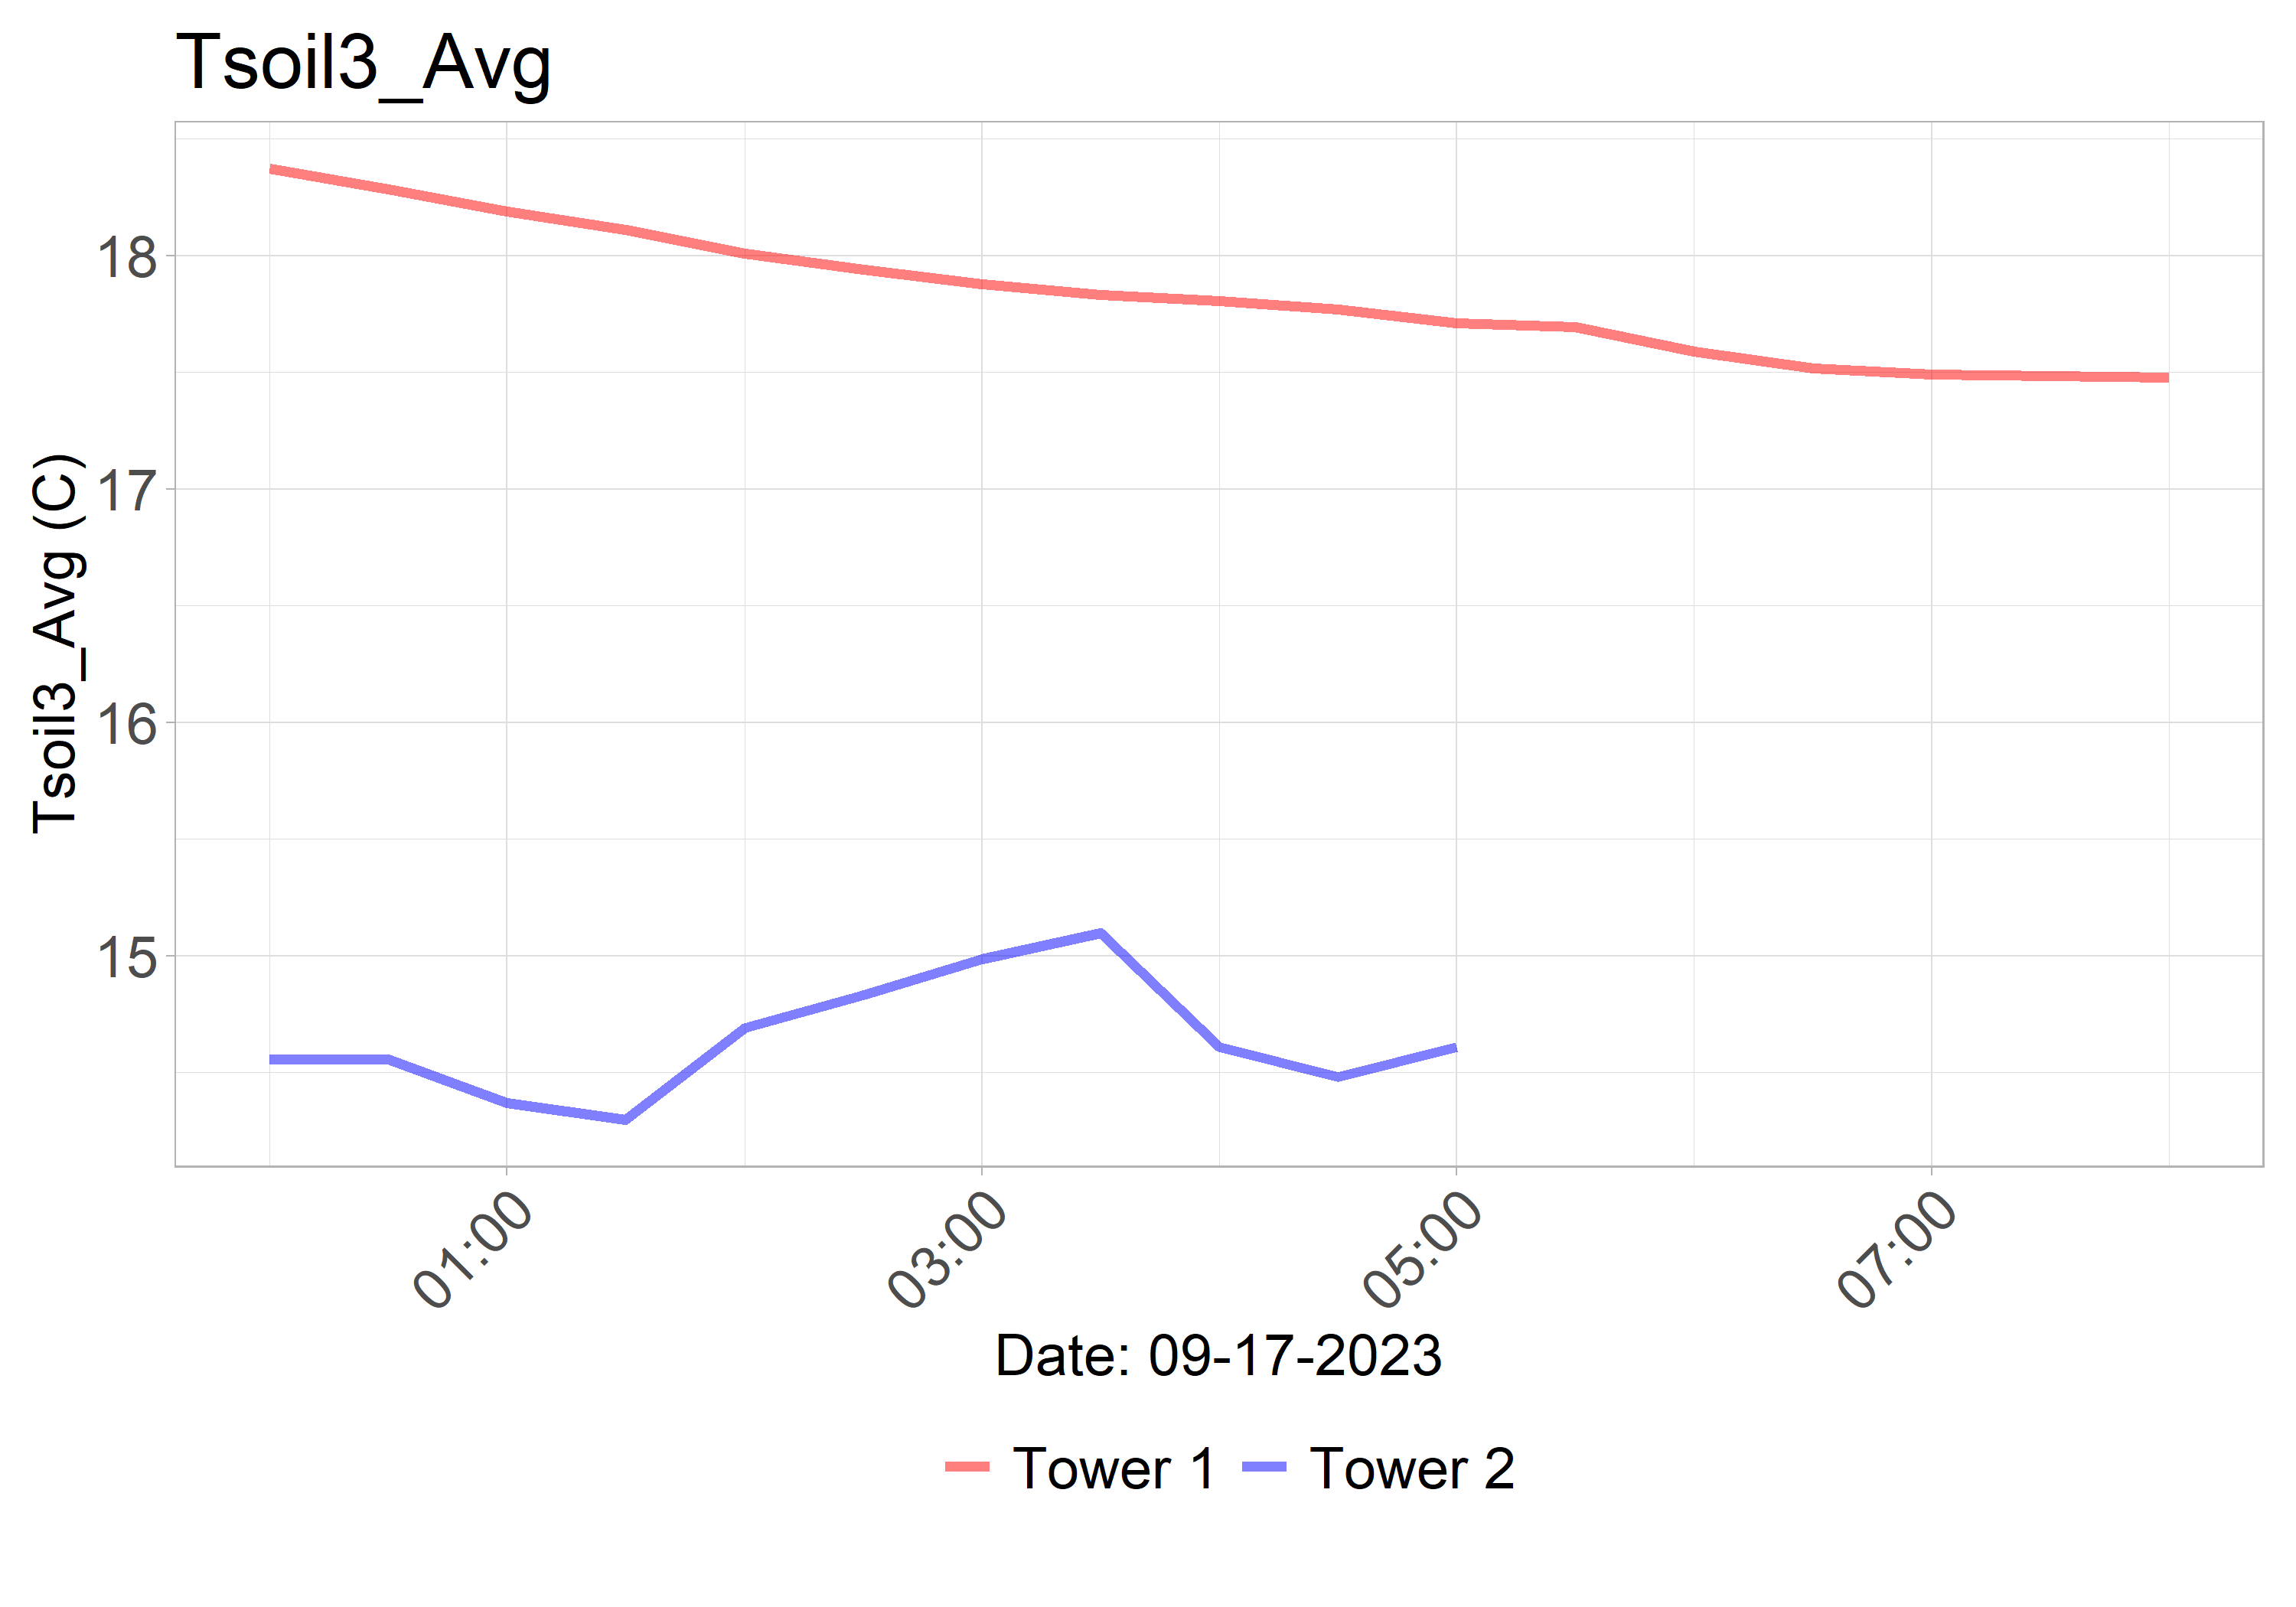 Tsoil3_Avg
Tsoil3_Avg (C)
18
17
16
15
01:00
03:00
05:00
07:00
Date: 09-17-2023
Tower 1
Tower 2